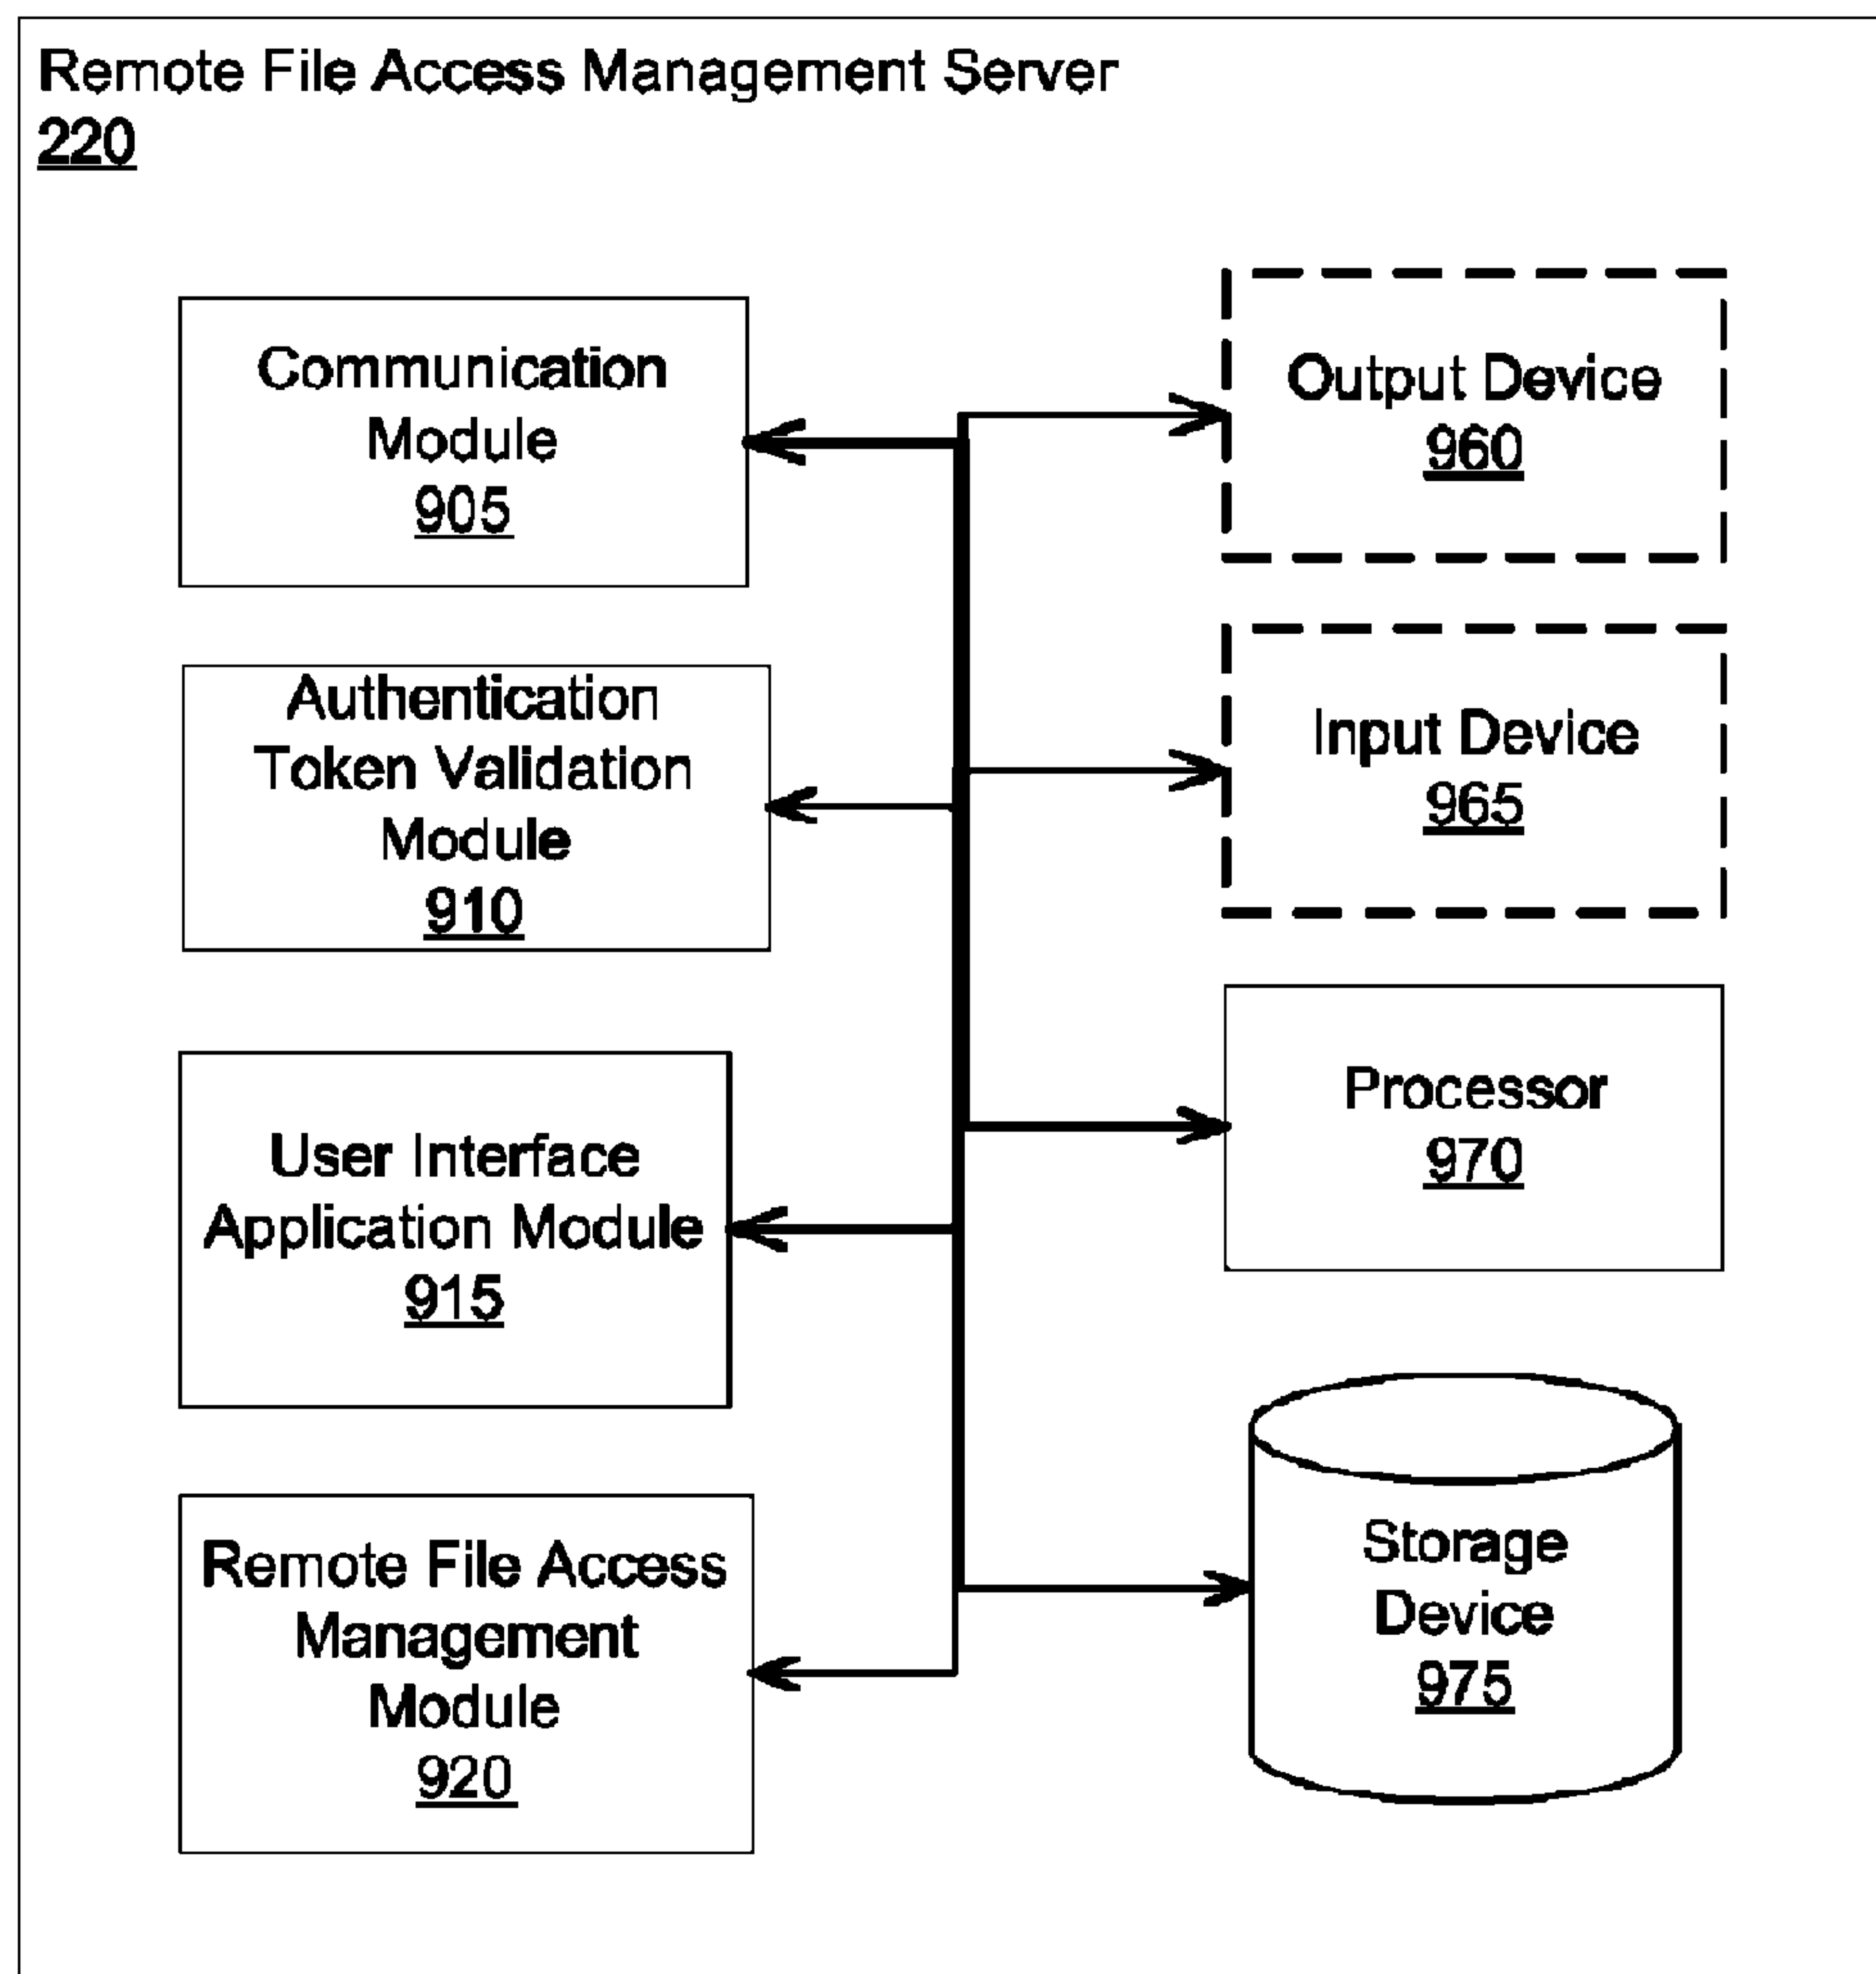 Remote File Access Management Server
220
Communication
Module
905
Authentication
Token Validation
Module
910
User Interface
Application Module
915
Remote File Access
Management
Module
920
Output Device
960
Input Device
965
Processor
970
Storage
Device
975